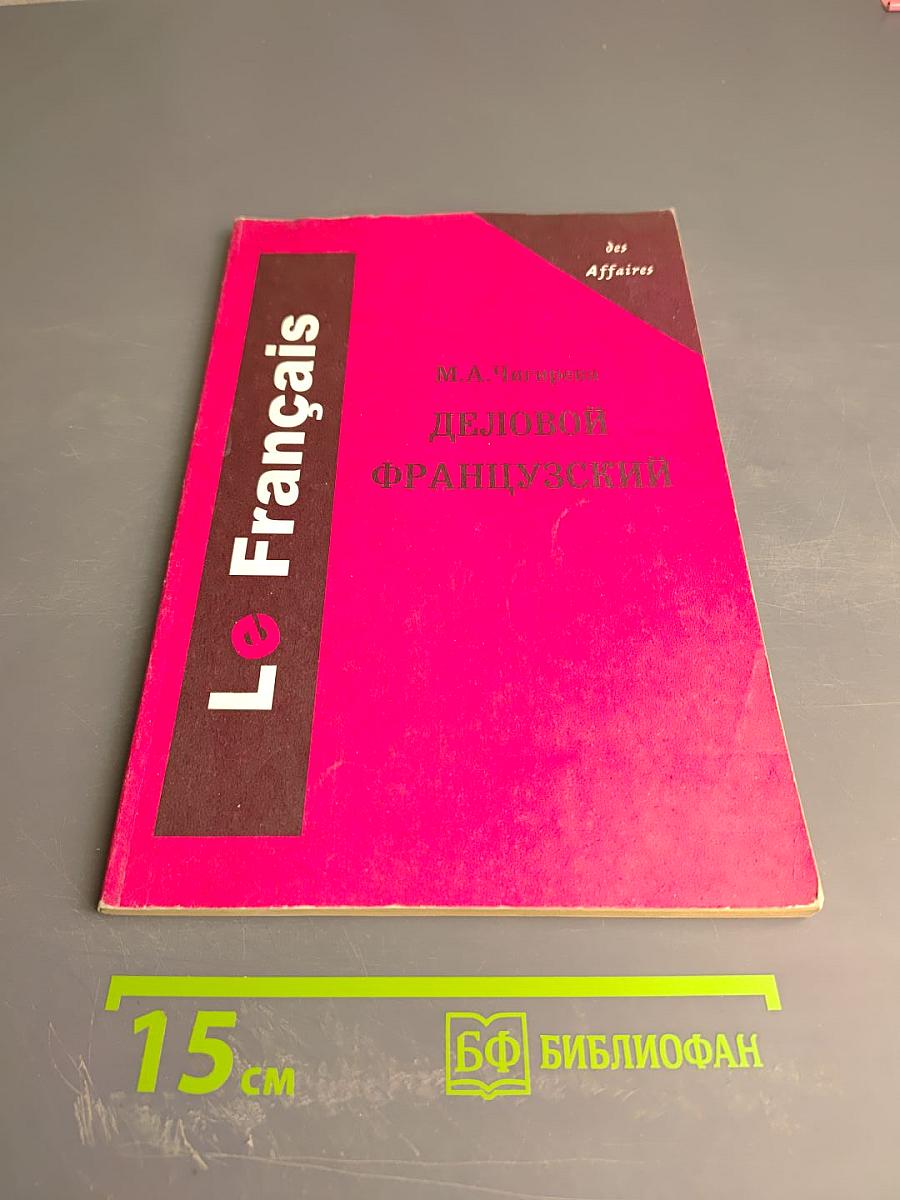 des
Affaires
Le Français
М.А.Чигирева
ДЕЛОВОЙ
ФРАНЦУЗСКИЙ
15 см
БФ БИБЛИОФАН